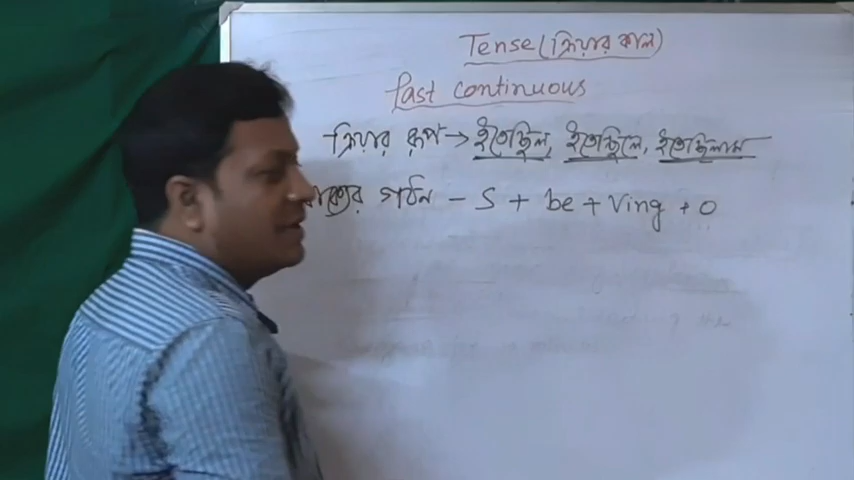 Tense (ক্রিয়ার কাল)
Past continuous
ক্রিয়ার রূপ → ইতেছিল, ইতেছিলে, ইতেছিলাম
বাক্যের গঠন - S + be + Ving + O